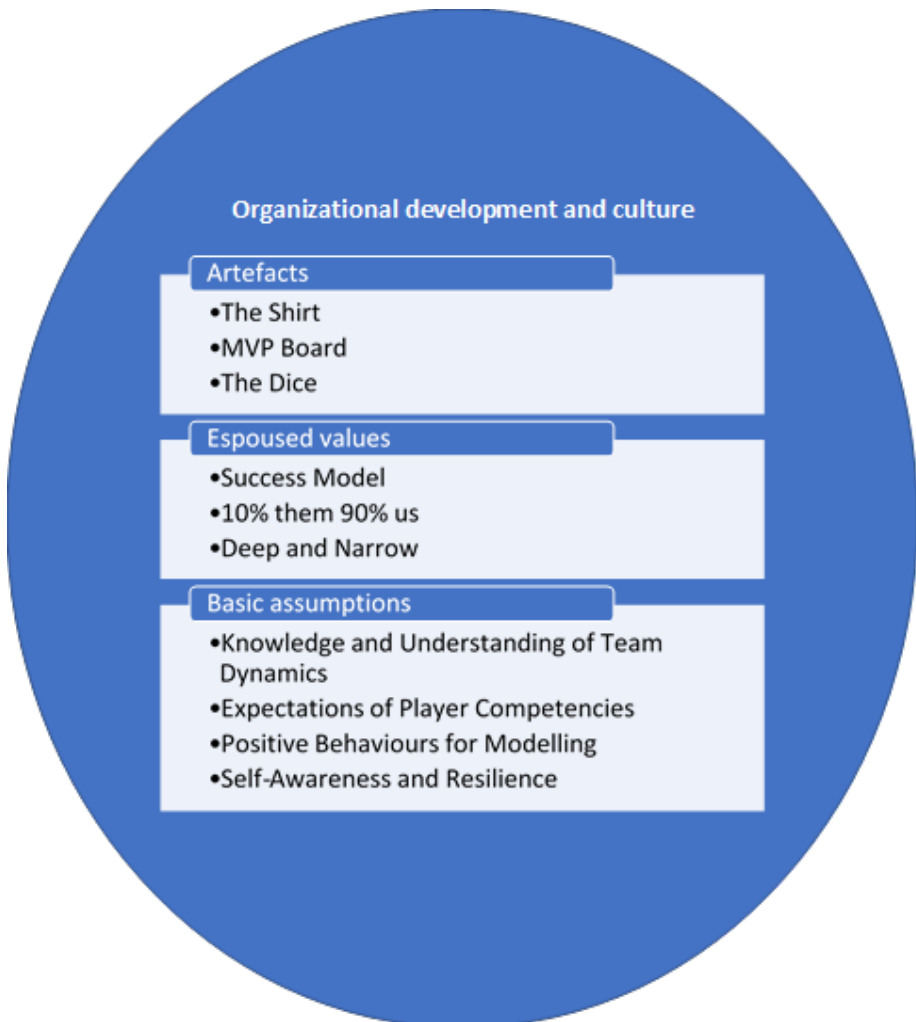 Organizational development and culture
Artefacts
•The Shirt
•MVP Board
•The Dice
Espoused values
•Success Model
•10% them 90% us
•Deep and Narrow
Basic assumptions
•Knowledge and Understanding of Team
Dynamics
•Expectations of Player Competencies
•Positive Behaviours for Modelling
•Self-Awareness and Resilience